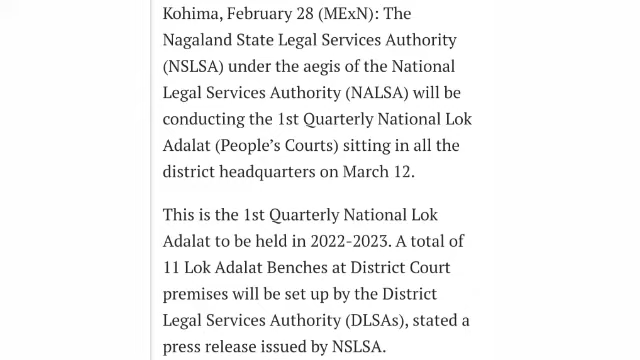 Kohima, February 28 (MExN): The
Nagaland State Legal Services Authority
(NSLSA) under the aegis of the National
Legal Services Authority (NALSA) will be
conducting the 1st Quarterly National Lok
Adalat (People’s Courts) sitting in all the
district headquarters on March 12.
This is the 1st Quarterly National Lok
Adalat to be held in 2022-2023. A total of
11 Lok Adalat Benches at District Court
premises will be set up by the District
Legal Services Authority (DLSAs), stated a
press release issued by NSLSA.